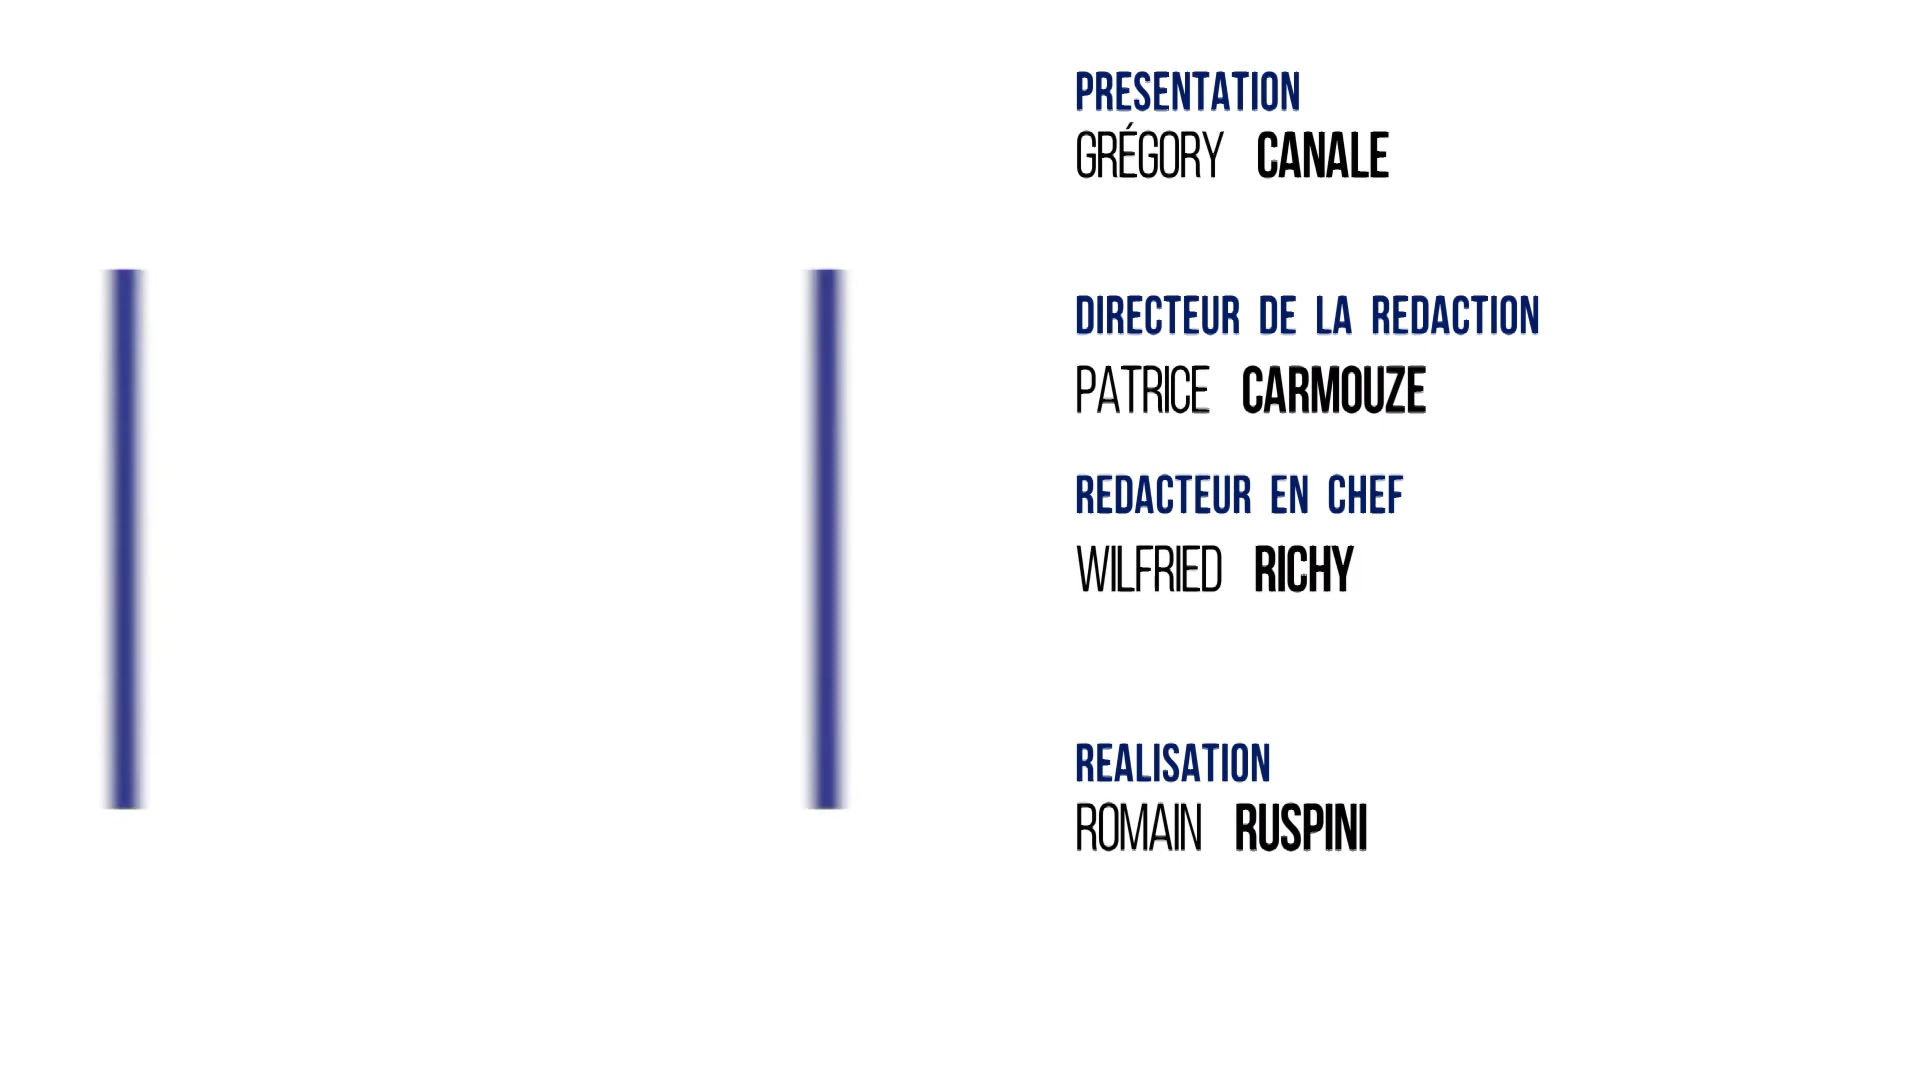 PRESENTATION
GRÉGORY CANALE
DIRECTEUR DE LA REDACTION
PATRICE CARMOUZE
REDACTEUR EN CHEF
WILFRIED RICHY
REALISATION
ROMAIN RUSPINI